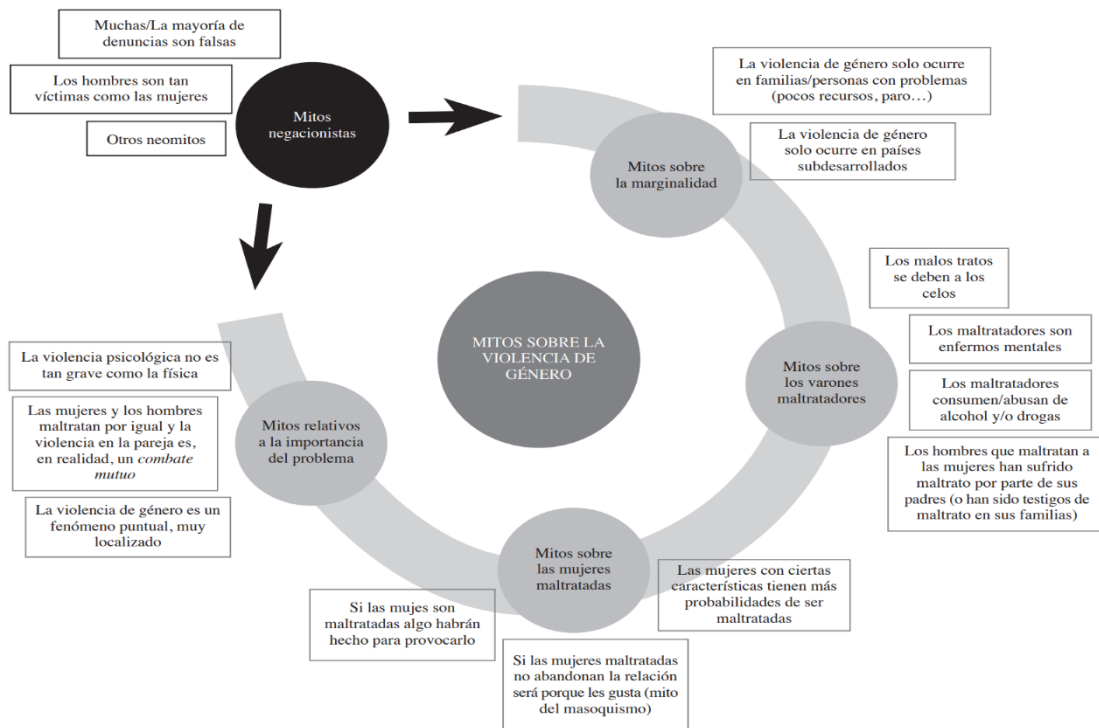 Muchas/La mayoría de
denuncias son falsas
Los hombres son tan
víctimas como las mujeres
Otros neomitos
Mitos
negacionistas
La violencia de género solo ocurre
en familias/personas con problemas
(pocos recursos, paro…)
La violencia de género
solo ocurre en países
subdesarrollados
Mitos sobre
la marginalidad
Los malos tratos
se deben a los
celos
Los maltratadores son
enfermos mentales
Mitos sobre
los varones
maltratadores
Los maltratadores
consumen/abusan de
alcohol y/o drogas
Los hombres que maltratan a
las mujeres han sufrido
maltrato por parte de sus
padres (o han sido testigos de
maltrato en sus familias)
MITOS SOBRE LA
VIOLENCIA DE
GÉNERO
La violencia psicológica no es
tan grave como la física
Las mujeres y los hombres
maltratan por igual y la
violencia en la pareja es,
en realidad, un combate
mutuo
La violencia de género es un
fenómeno puntual, muy
localizado
Mitos relativos
a la importancia
del problema
Mitos sobre
las mujeres
maltratadas
Las mujeres con ciertas
características tienen más
probabilidades de ser
maltratadas
Si las mujes son
maltratadas algo habrán
hecho para provocarlo
Si las mujeres maltratadas
no abandonan la relación
será porque les gusta (mito
del masoquismo)